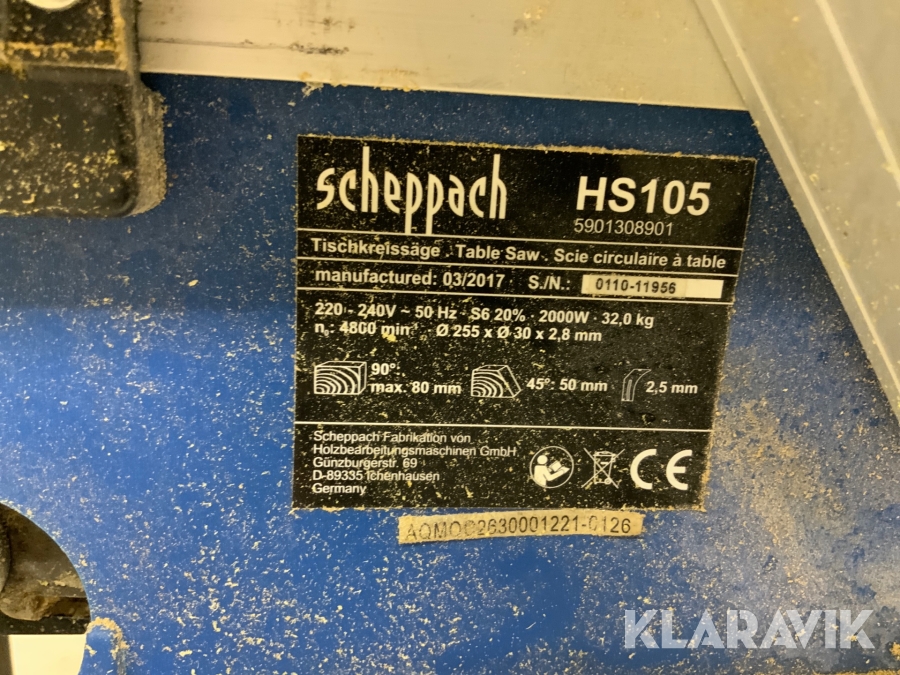 scheppach
HS105
5901308901
Tischkreissäge . Table Saw . Scie circulaire à table
manufactured: 03/2017 S./N.: 0110-11956
220 - 240V ~ 50 Hz · S6 20% · 2000W · 32,0 kg
n₀: 4800 min⁻¹ Ø 255 x Ø 30 x 2,8 mm
90°:
max. 80 mm
45°: 50 mm
2,5 mm
Scheppach Fabrikation von
Holzbearbeitungsmaschinen GmbH
Günzburgerstr. 69
D-89335 Ichenhausen
Germany
CE
AQMOC2630001221-0126
KLARAVIK